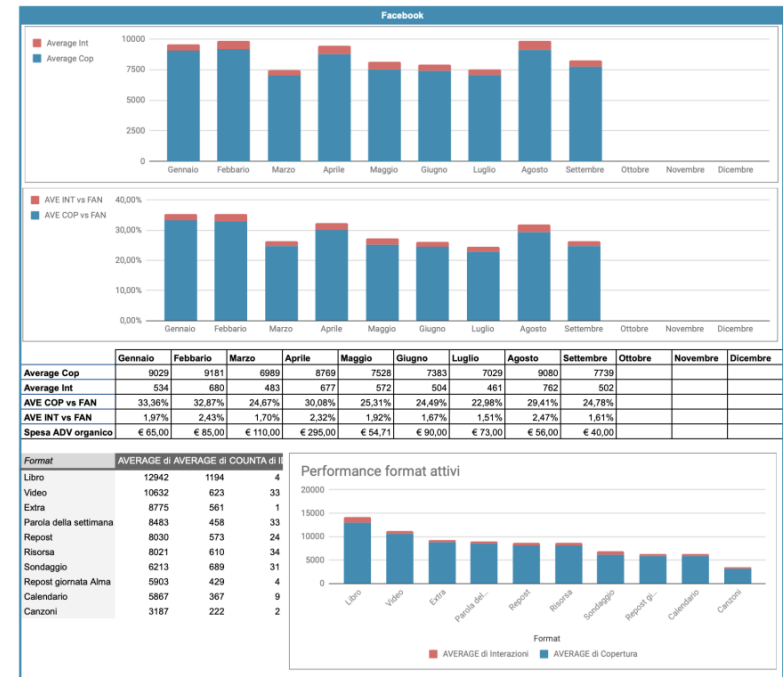 Facebook
Average Int
Average Cop
10000
7500
5000
2500
0
Gennaio Febbario Marzo Aprile Maggio Giugno Luglio Agosto Settembre Ottobre Novembre Dicembre
AVE INT vs FAN
AVE COP vs FAN
40,00%
30,00%
20,00%
10,00%
0,00%
Gennaio Febbario Marzo Aprile Maggio Giugno Luglio Agosto Settembre Ottobre Novembre Dicembre
Gennaio Febbario Marzo Aprile Maggio Giugno Luglio Agosto Settembre Ottobre Novembre Dicembre
Average Cop 9029 9181 6989 8769 7528 7383 7029 9080 7739
Average Int 534 680 483 677 572 504 461 762 502
AVE COP vs FAN 33,36% 32,87% 24,67% 30,08% 25,31% 24,49% 22,98% 29,41% 24,78%
AVE INT vs FAN 1,97% 2,43% 1,70% 2,32% 1,92% 1,67% 1,51% 2,47% 1,61%
Spesa ADV organico € 65,00 € 85,00 € 110,00 € 295,00 € 54,71 € 90,00 € 73,00 € 56,00 € 40,00
Format AVERAGE di AVERAGE di COUNTA di
Libro 12942 1194 4
Video 10632 623 33
Extra 8775 561 1
Parola della settimana 8483 458 33
Repost 8030 573 24
Risorsa 8021 610 34
Sondaggio 6213 689 31
Repost giornata Alma 5903 429 4
Calendario 5867 367 9
Canzoni 3187 222 2
Performance format attivi
20000
15000
10000
5000
0
Libro Video Extra Parola del... Repost Risorsa Sondaggio Repost gi... Calendario Canzoni
Format
AVERAGE di Interazioni AVERAGE di Copertura